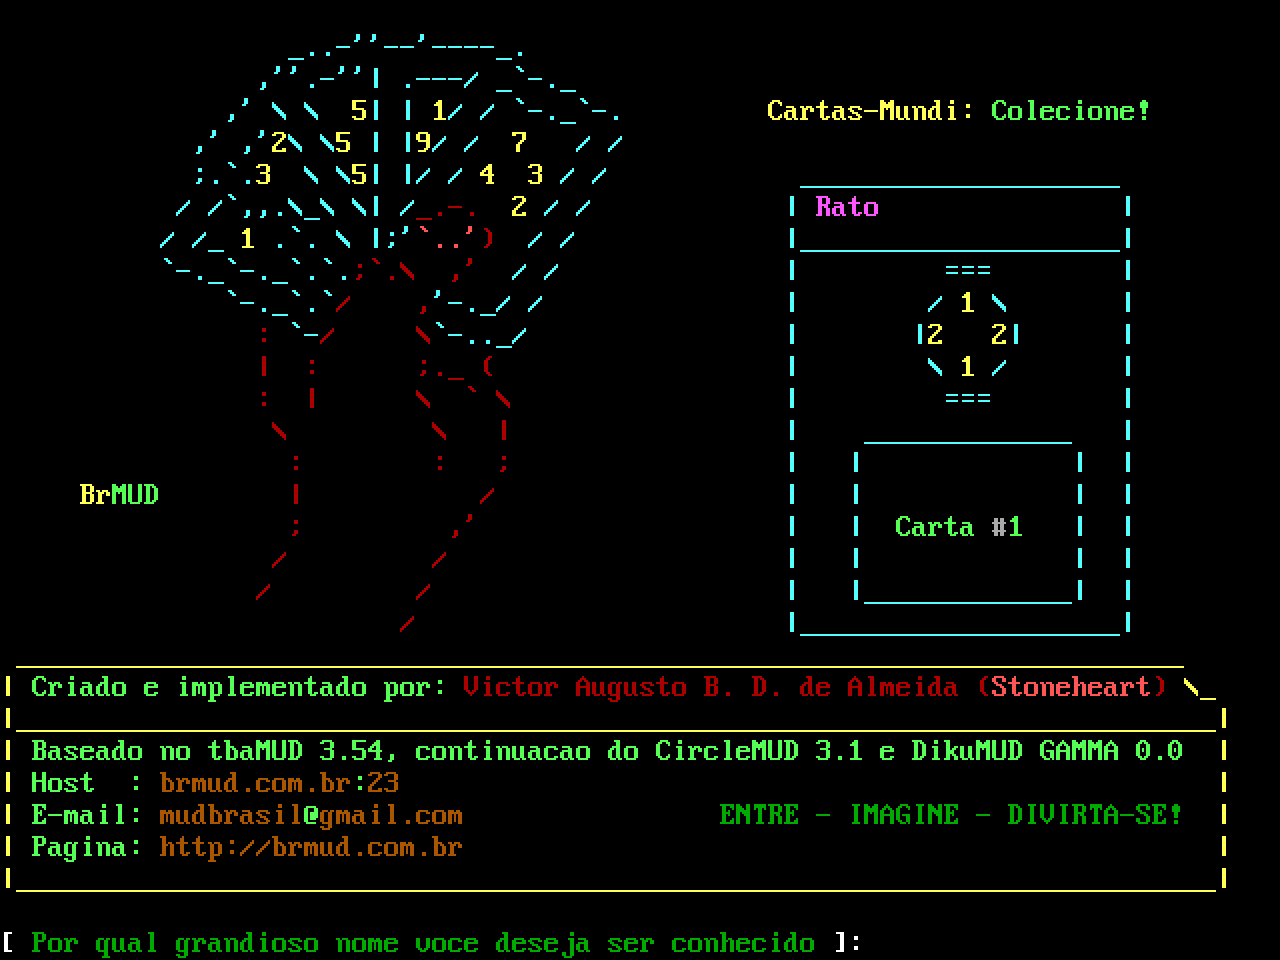 5 1
Cartas-Mundi: Colecione!
2 5 9 7
3 5 4 3
2
Rato
1
===
1
2 2
1
===
BrMUD
Carta #1
Criado e implementado por: Victor Augusto B. D. de Almeida (Stoneheart)
Baseado no tbaMUD 3.54, continuacao do CircleMUD 3.1 e DikuMUD GAMMA 0.0
Host  : brmud.com.br:23
E-mail: mudbrasil@gmail.com ENTRE - IMAGINE - DIVIRTA-SE!
Pagina: http://brmud.com.br
[ Por qual grandioso nome voce deseja ser conhecido ]: